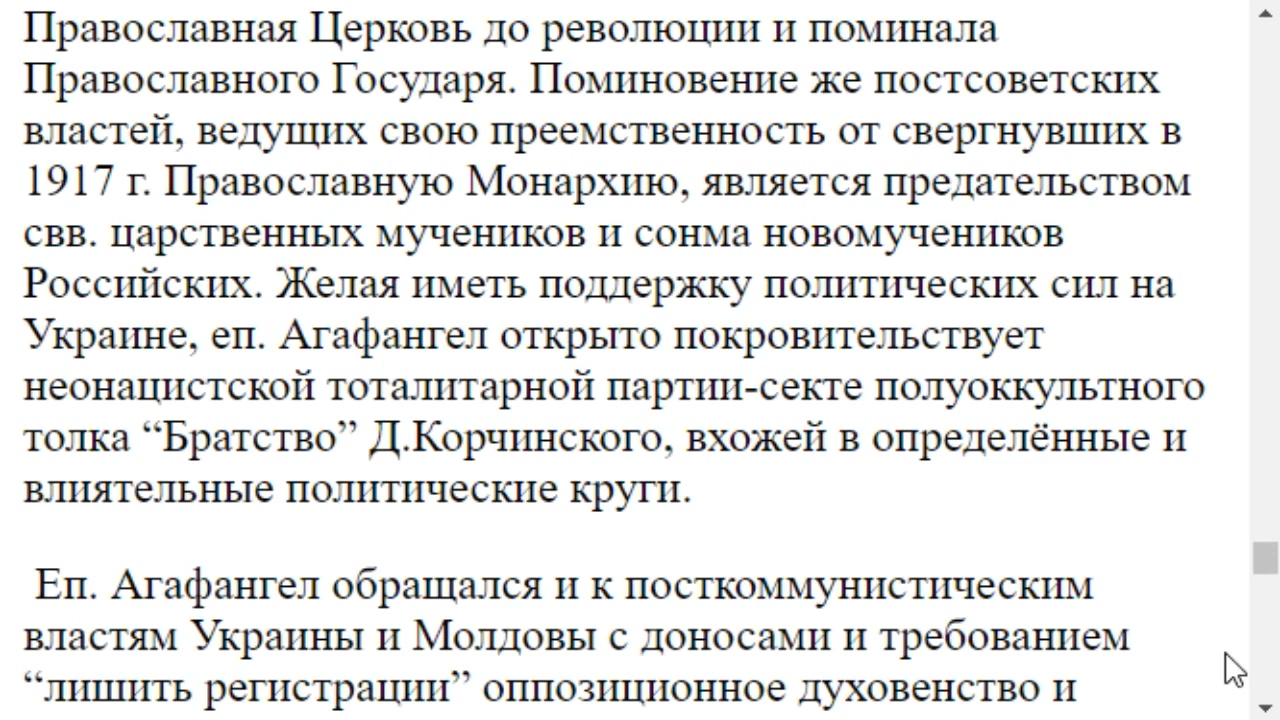 Православная Церковь до революции и поминала
Православного Государя. Поминовение же постсоветских
властей, ведущих свою преемственность от свергнувших в
1917 г. Православную Монархию, является предательством
свв. царственных мучеников и сонма новомучеников
Российских. Желая иметь поддержку политических сил на
Украине, еп. Агафангел открыто покровительствует
неонацистской тоталитарной партии-секте полуоккультного
толка “Братство” Д.Корчинского, вхожей в определённые и
влиятельные политические круги.
Еп. Агафангел обращался и к посткоммунистическим
властям Украины и Молдовы с доносами и требованием
“лишить регистрации” оппозиционное духовенство и